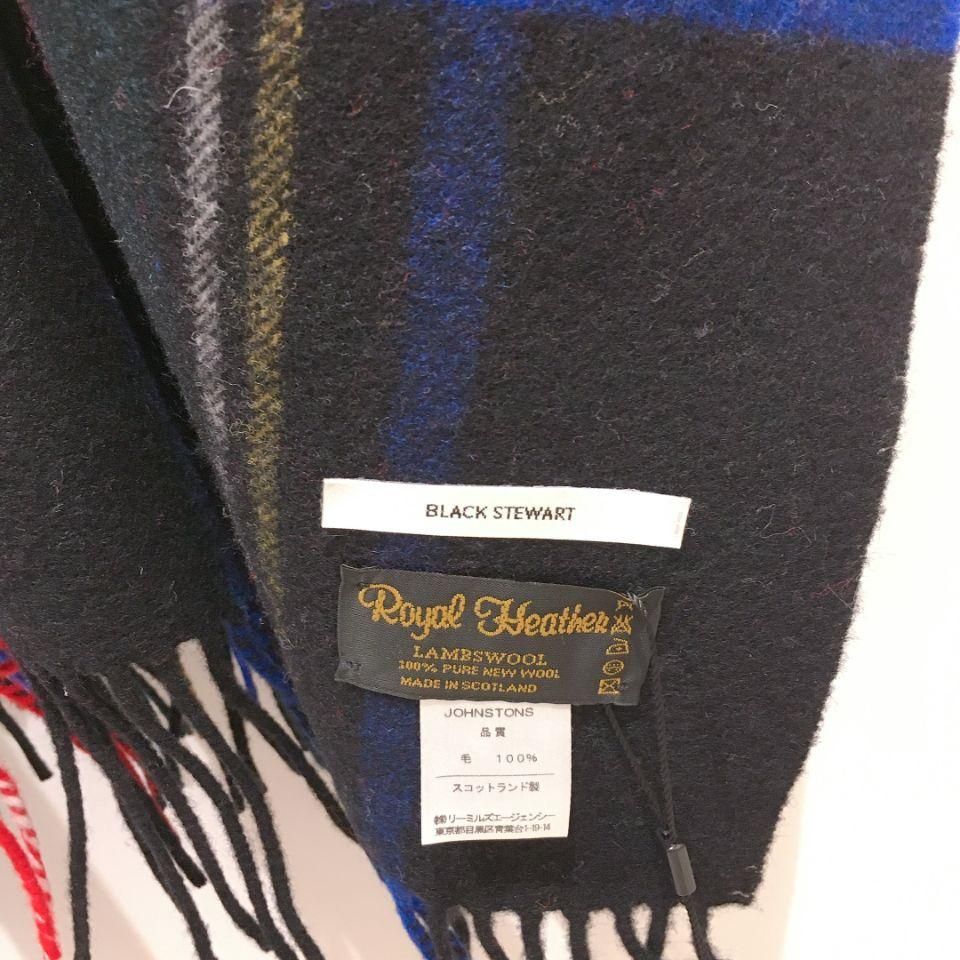 BLACK STEWART
Royal Heather
LAMBSWOOL
100% PURE NEW WOOL
MADE IN SCOTLAND
JOHNSTONS
品質
毛 100%
スコットランド製
㈱リーミルズエージェンシー
東京都目黒区青葉台1-19-14